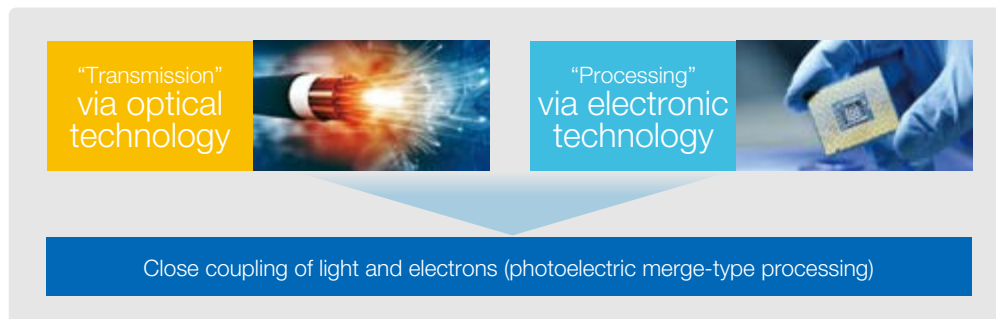 “Transmission”
via optical
technology
“Processing”
via electronic
technology
Close coupling of light and electrons (photoelectric merge-type processing)